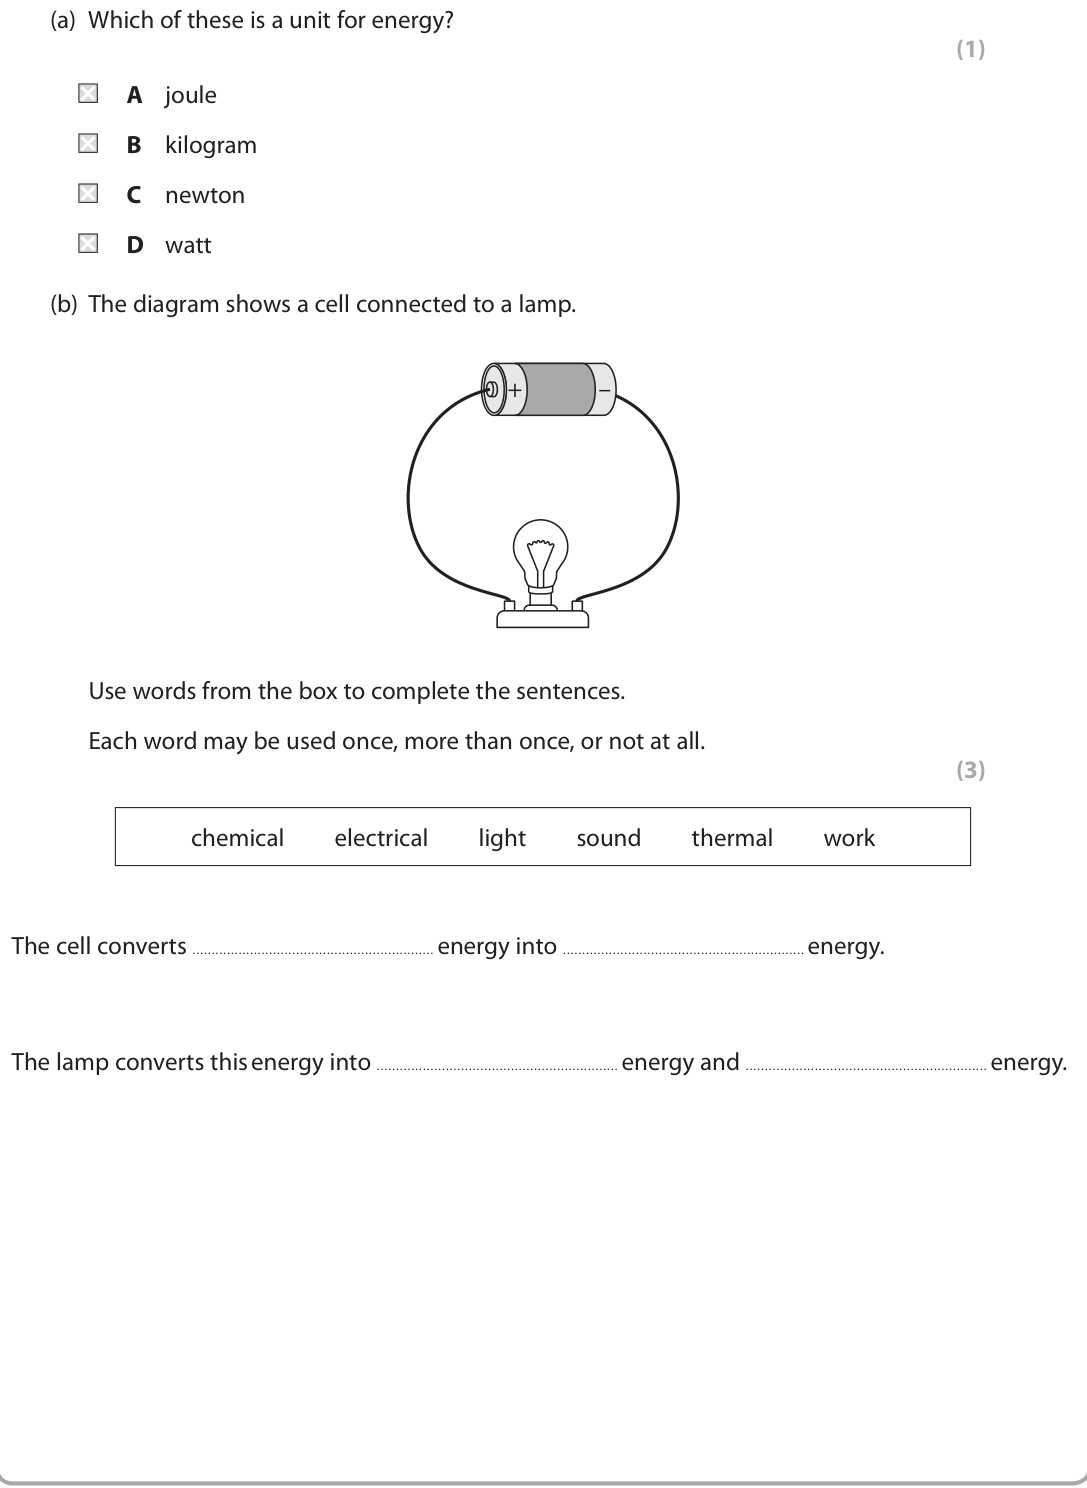 (a) Which of these is a unit for energy?
(1)
A joule
B kilogram
C newton
D watt
(b) The diagram shows a cell connected to a lamp.
+ −
Use words from the box to complete the sentences.
Each word may be used once, more than once, or not at all.
(3)
chemical electrical light sound thermal work
The cell converts ............................................................... energy into ............................................................... energy.
The lamp converts this energy into ............................................................... energy and ............................................................... energy.